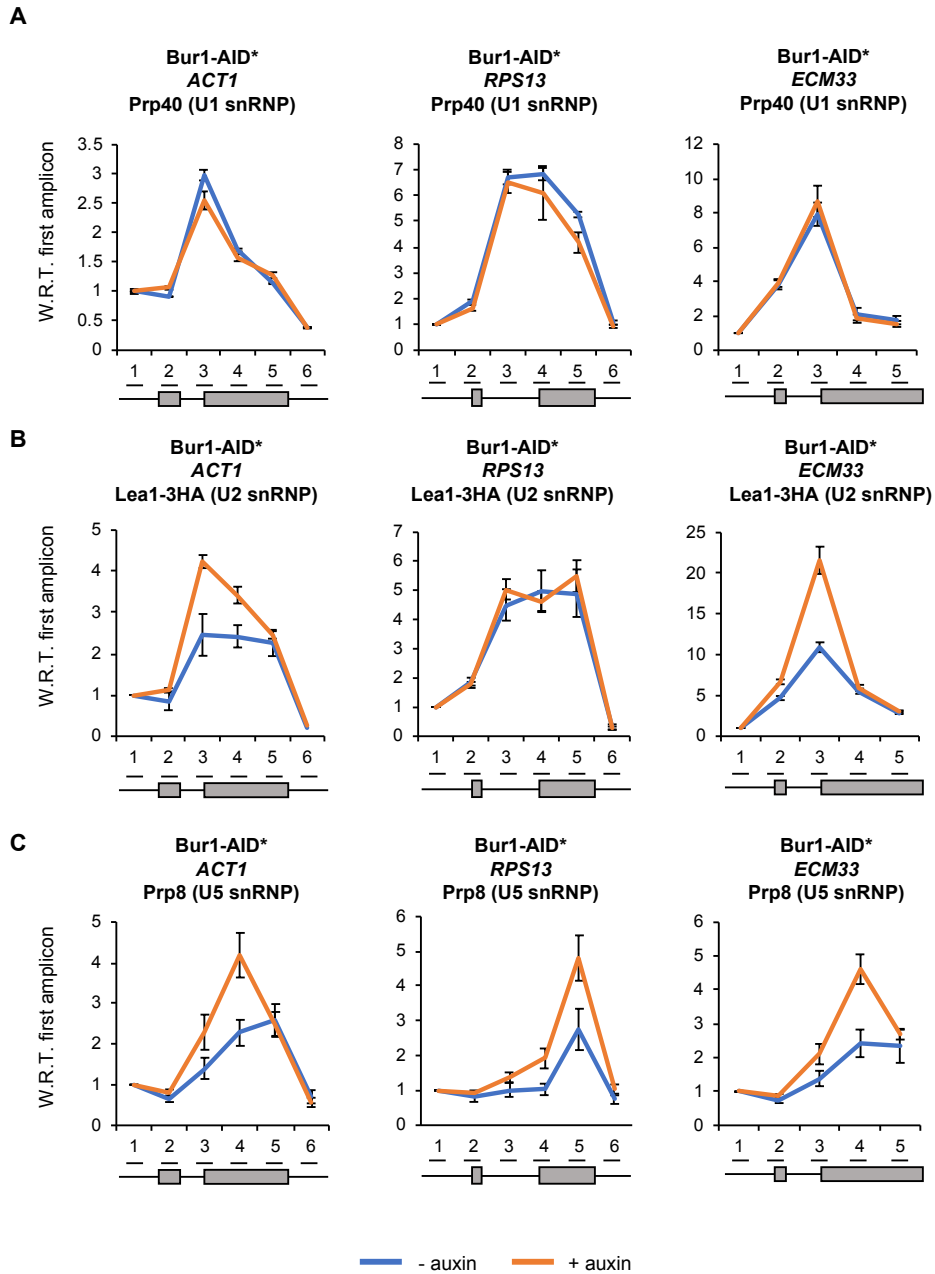 A
Bur1-AID*
ACT1
Prp40 (U1 snRNP)
Bur1-AID*
RPS13
Prp40 (U1 snRNP)
Bur1-AID*
ECM33
Prp40 (U1 snRNP)
W.R.T. first amplicon
3.5
3
2.5
2
1.5
1
0.5
0
1 2 3 4 5 6
8
7
6
5
4
3
2
1
0
1 2 3 4 5 6
12
10
8
6
4
2
0
1 2 3 4 5
B
Bur1-AID*
ACT1
Lea1-3HA (U2 snRNP)
Bur1-AID*
RPS13
Lea1-3HA (U2 snRNP)
Bur1-AID*
ECM33
Lea1-3HA (U2 snRNP)
W.R.T. first amplicon
5
4
3
2
1
0
1 2 3 4 5 6
7
6
5
4
3
2
1
0
1 2 3 4 5 6
25
20
15
10
5
0
1 2 3 4 5
C
Bur1-AID*
ACT1
Prp8 (U5 snRNP)
Bur1-AID*
RPS13
Prp8 (U5 snRNP)
Bur1-AID*
ECM33
Prp8 (U5 snRNP)
W.R.T. first amplicon
5
4
3
2
1
0
1 2 3 4 5 6
6
5
4
3
2
1
0
1 2 3 4 5 6
6
5
4
3
2
1
0
1 2 3 4 5
- auxin
+ auxin